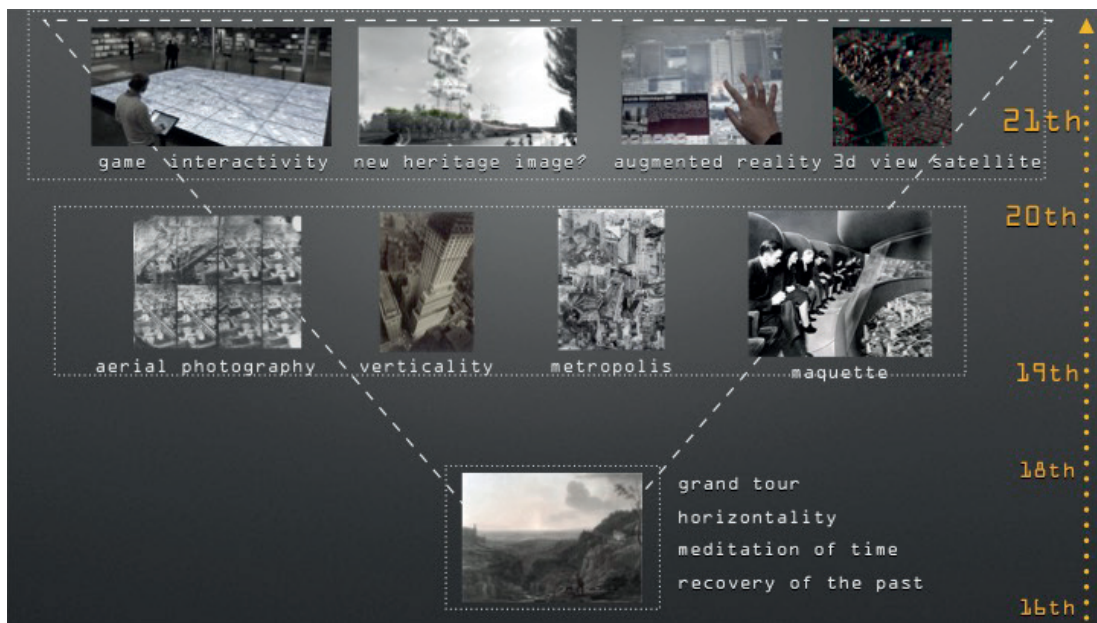 21th
game interactivity
new heritage image?
augmented reality
3d view satellite
20th
aerial photography
verticality
metropolis
maquette
19th
18th
grand tour
horizontality
meditation of time
recovery of the past
16th